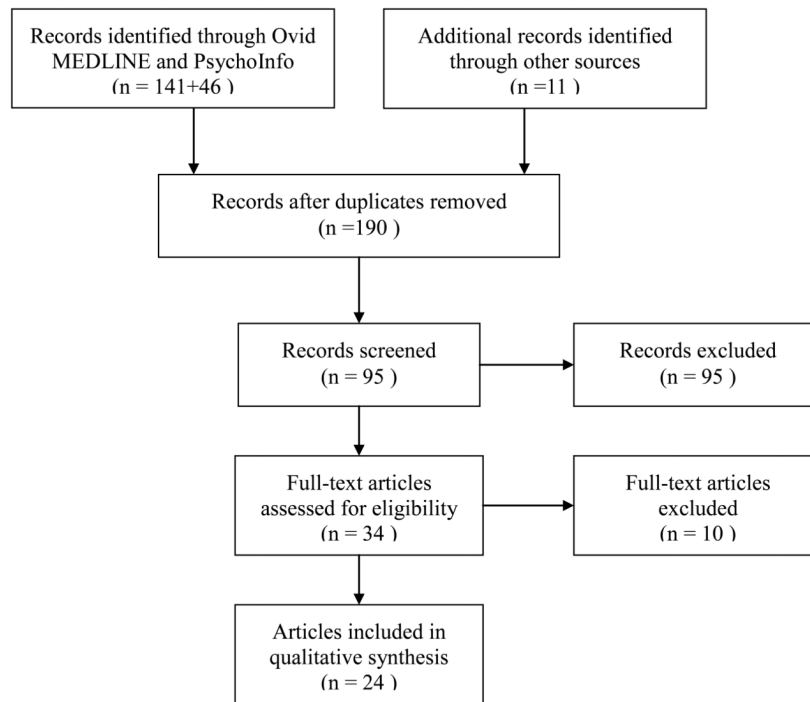 Records identified through Ovid
MEDLINE and PsychoInfo
(n = 141+46 )
Additional records identified
through other sources
(n =11 )
Records after duplicates removed
(n =190 )
Records screened
(n = 95 )
Records excluded
(n = 95 )
Full-text articles
assessed for eligibility
(n = 34 )
Full-text articles
excluded
(n = 10 )
Articles included in
qualitative synthesis
(n = 24 )